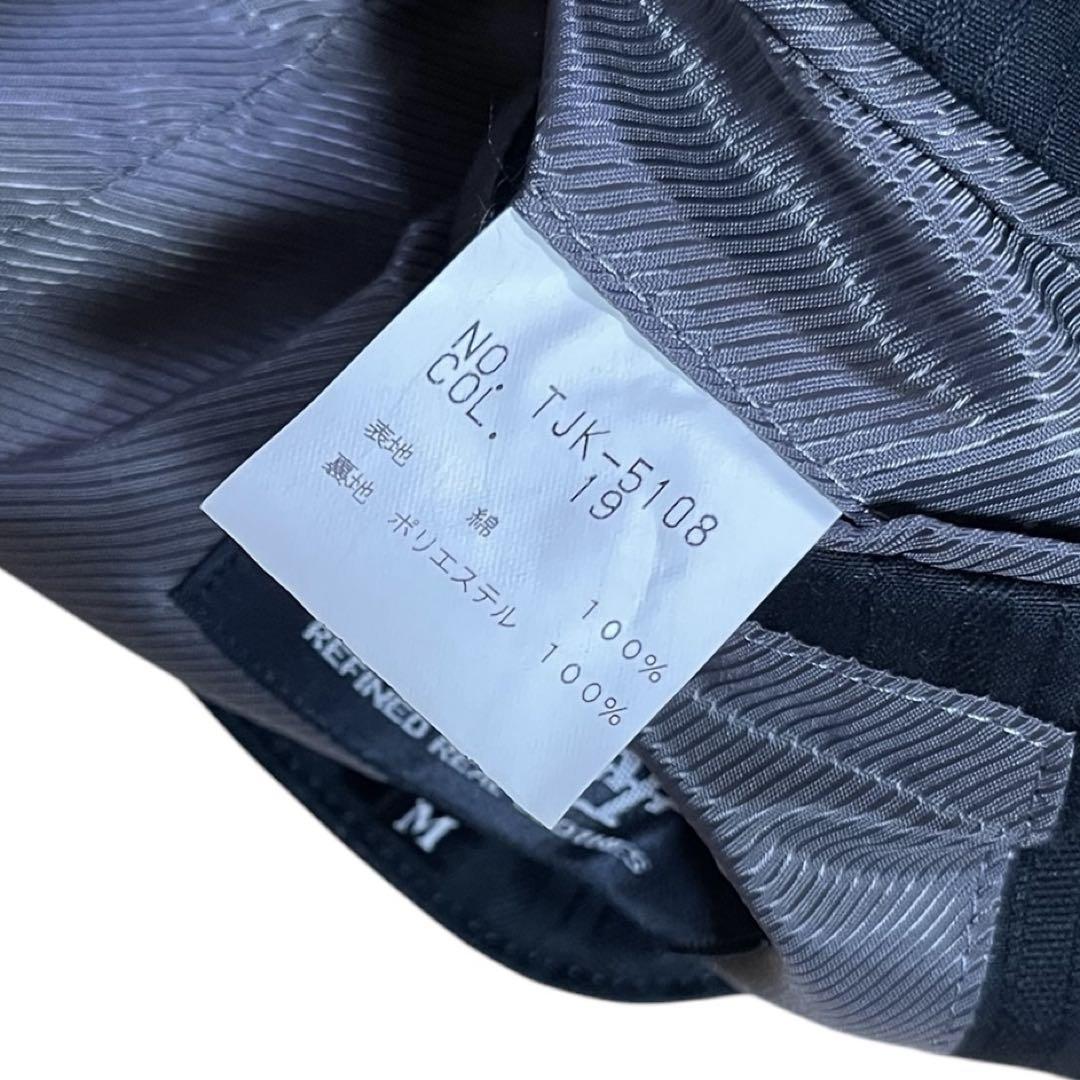 NO. TJK-5108
COL. 19
表地 綿 100%
裏地 ポリエステル 100%
REFINED
M